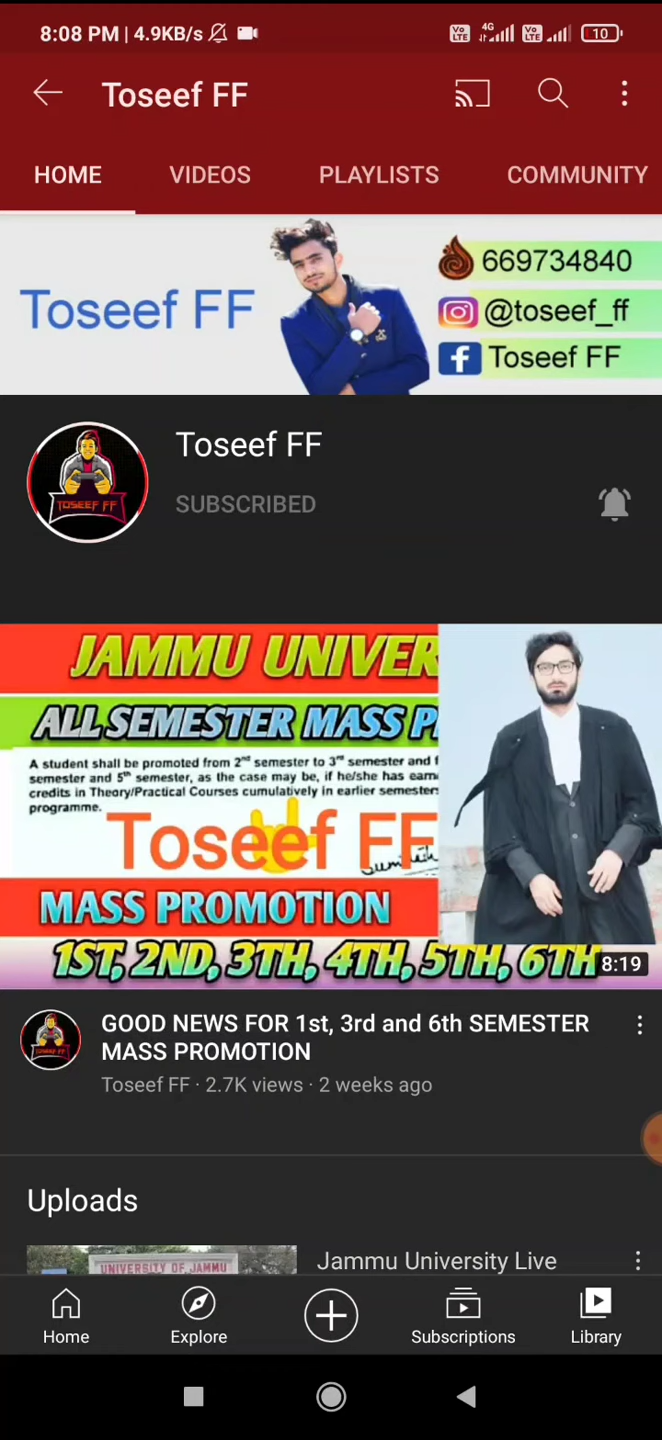 8:08 PM | 4.9KB/s
Vo LTE 4G Vo LTE 10
Toseef FF
HOME VIDEOS PLAYLISTS COMMUNITY
Toseef FF
669734840
@toseef_ff
Toseef FF
TOSEEF FF
Toseef FF
SUBSCRIBED
JAMMU UNIVER
ALL SEMESTER MASS P
A student shall be promoted from 2nd semester to 3rd semester and f
semester and 5th semester, as the case may be, if he/she has earn
credits in Theory/Practical Courses cumulatively in earlier semester
programme.
Toseef FF
MASS PROMOTION
1ST, 2ND, 3TH, 4TH, 5TH, 6TH
8:19
GOOD NEWS FOR 1st, 3rd and 6th SEMESTER
MASS PROMOTION
Toseef FF · 2.7K views · 2 weeks ago
Uploads
UNIVERSITY OF JAMMU
Jammu University Live
Home Explore Subscriptions Library